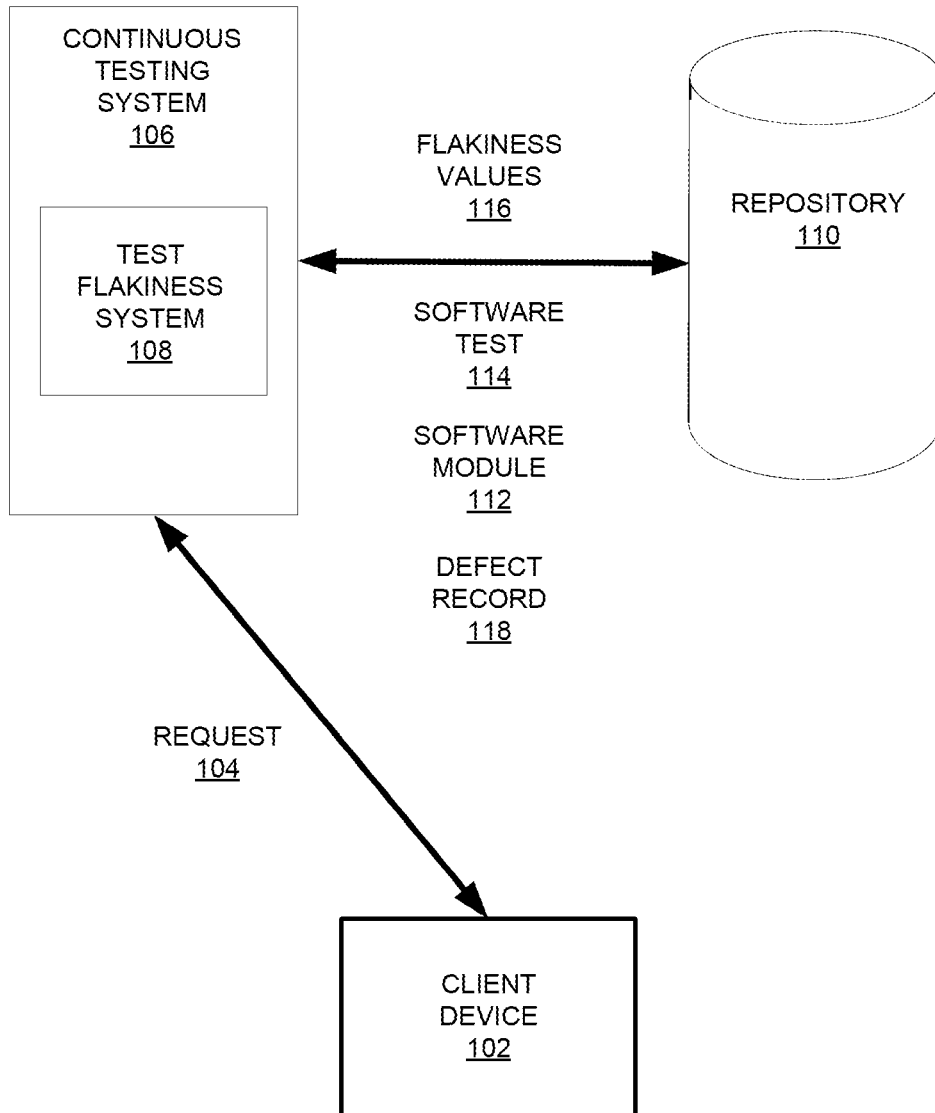 CONTINUOUS
TESTING
SYSTEM
106
TEST
FLAKINESS
SYSTEM
108
FLAKINESS
VALUES
116
SOFTWARE
TEST
114
SOFTWARE
MODULE
112
DEFECT
RECORD
118
REPOSITORY
110
REQUEST
104
CLIENT
DEVICE
102